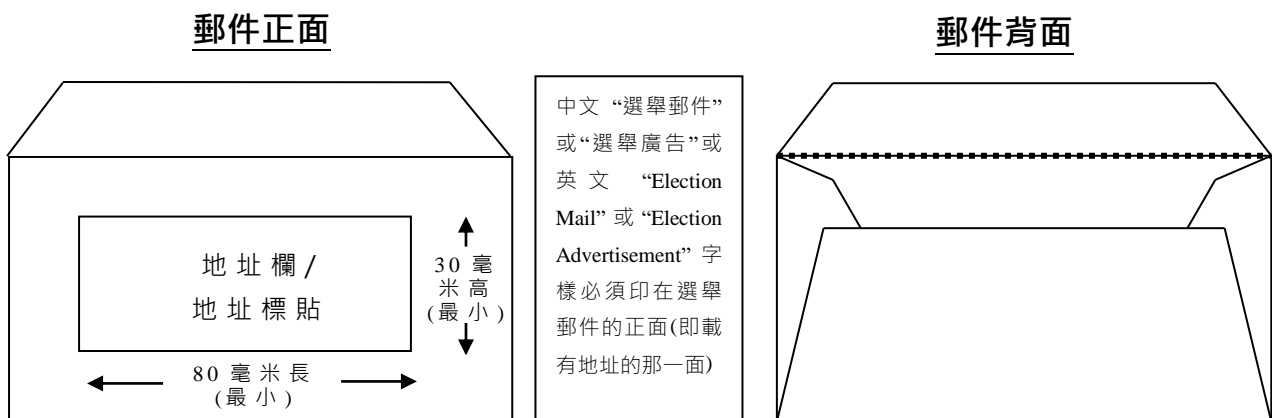 郵件正面
郵件背面
地址欄/
地址標貼
30 毫
米高
(最小)
80 毫米長
(最小)
中文 “選舉郵件”
或“選舉廣告”或
英文 “Election
Mail” 或 “Election
Advertisement” 字
樣必須印在選舉
郵件的正面(即載
有地址的那一面)